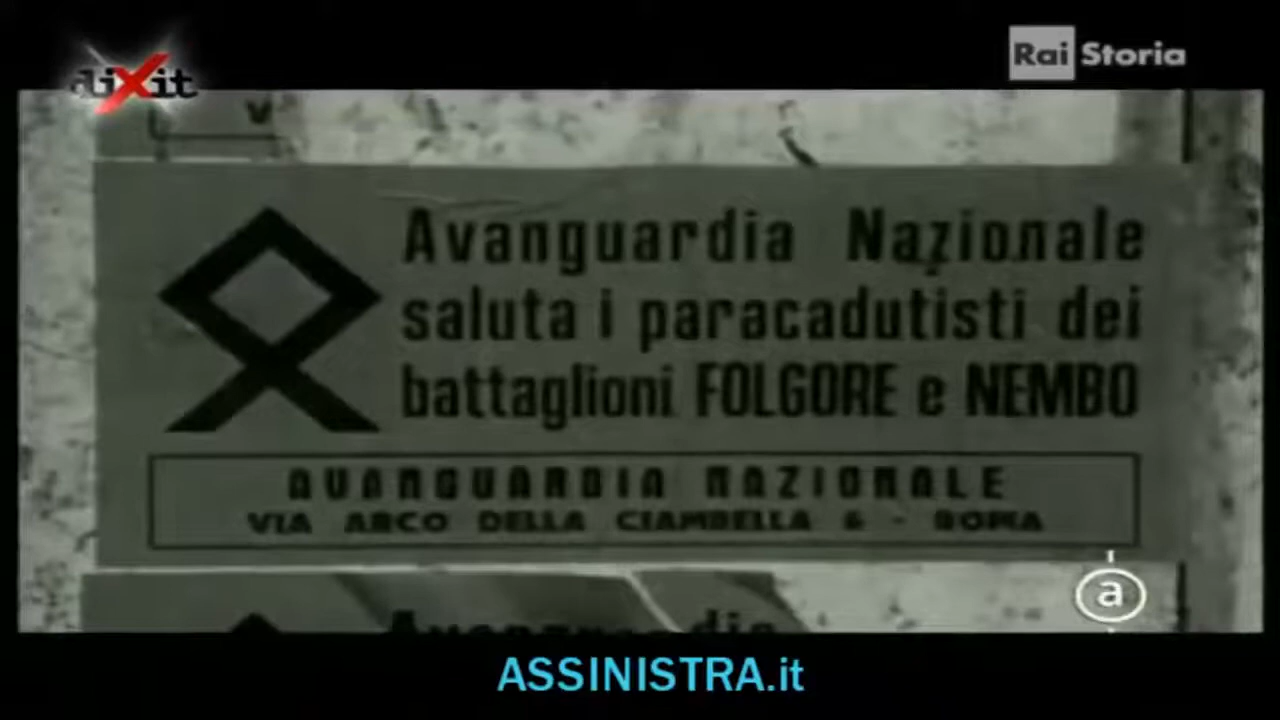 diXit
Rai Storia
V
Avanguardia Nazionale
saluta i paracadutisti dei
battaglioni FOLGORE e NEMBO
AVANGUARDIA NAZIONALE
VIA ARCO DELLA CIAMBELLA 6 - ROMA
a
Avanguardia
ASSINISTRA.it